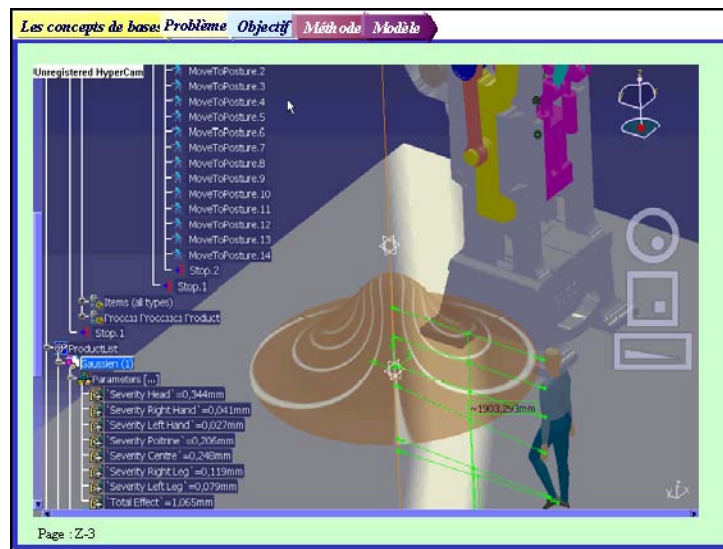 Les concepts de bases Problème Objectif Méthode Modèle
Unregistered HyperCam
MoveToPosture.2
MoveToPosture.3
MoveToPosture.4
MoveToPosture.5
MoveToPosture.6
MoveToPosture.7
MoveToPosture.8
MoveToPosture.9
MoveToPosture.10
MoveToPosture.11
MoveToPosture.12
MoveToPosture.13
MoveToPosture.14
Stop.2
Stop.1
Items (all types)
Product
Stop.1
ProductList
Gaussien (1)
Parameters [...]
`Severity Head`=0,344mm
`Severity Right Hand`=0,041mm
`Severity Left Hand`=0,027mm
`Severity Poitrine`=0,206mm
`Severity Centre`=0,248mm
`Severity Right Leg`=0,119mm
`Severity Left Leg`=0,079mm
`Total Effect`=1,065mm
~1903,293mm
Page : Z-3